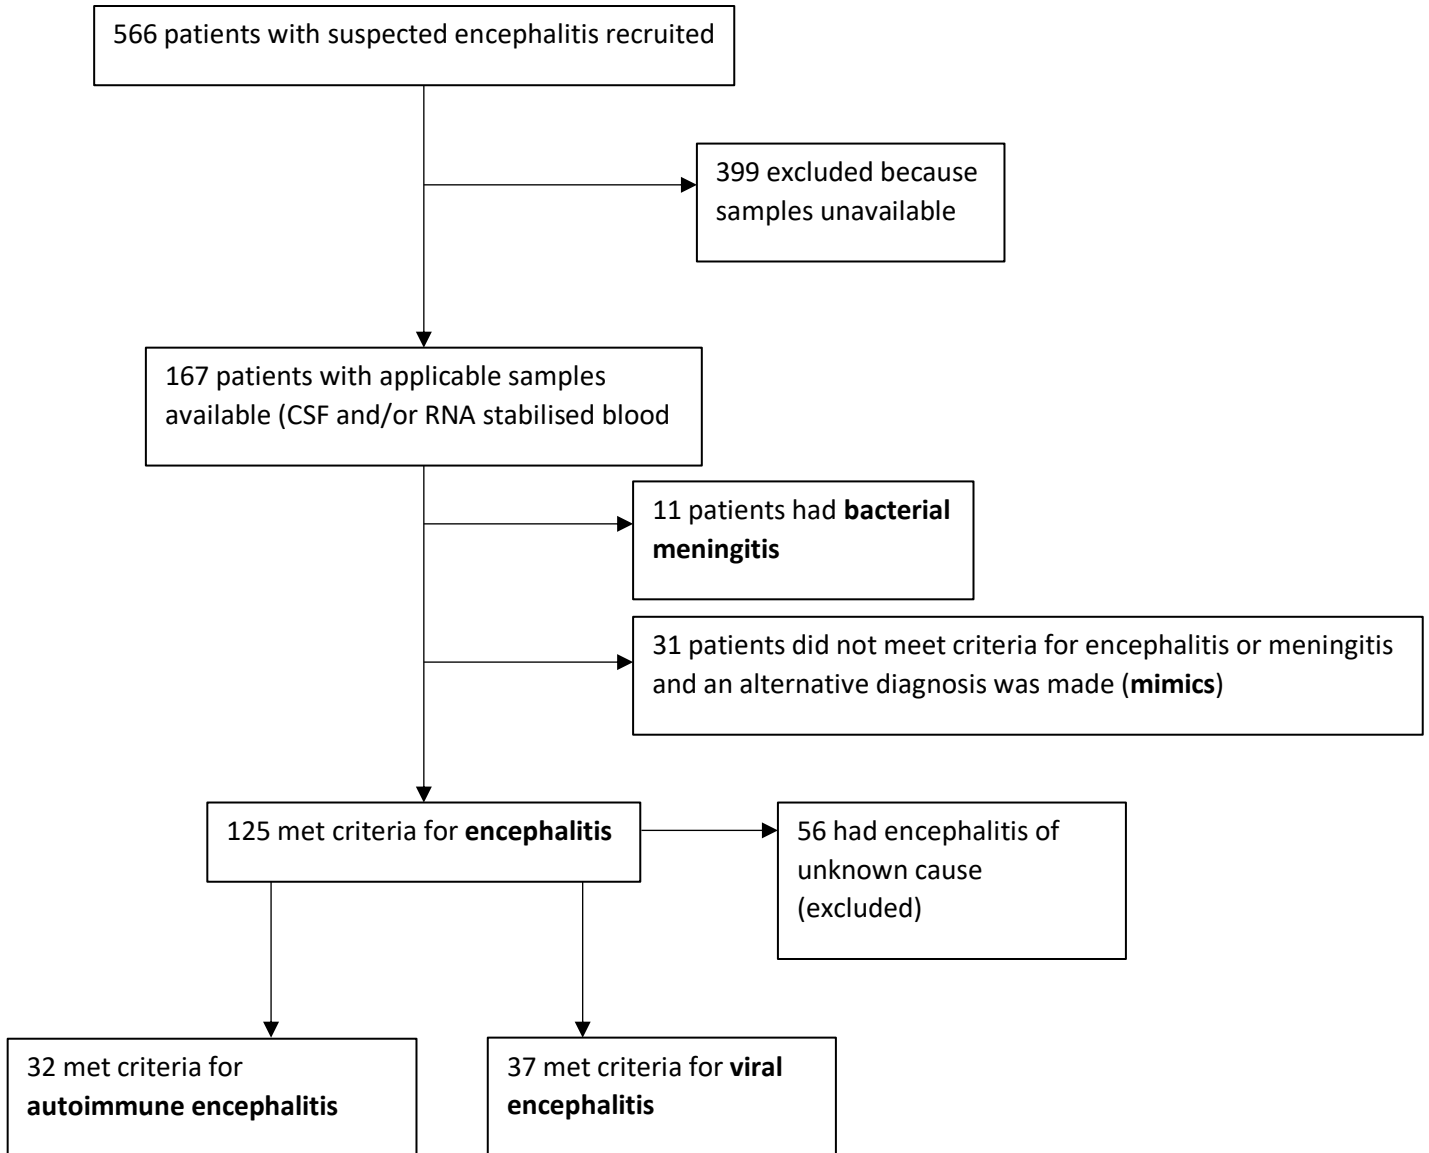 566 patients with suspected encephalitis recruited
399 excluded because
samples unavailable
167 patients with applicable samples
available (CSF and/or RNA stabilised blood
11 patients had bacterial
meningitis
31 patients did not meet criteria for encephalitis or meningitis
and an alternative diagnosis was made (mimics)
125 met criteria for encephalitis
56 had encephalitis of
unknown cause
(excluded)
32 met criteria for
autoimmune encephalitis
37 met criteria for viral
encephalitis